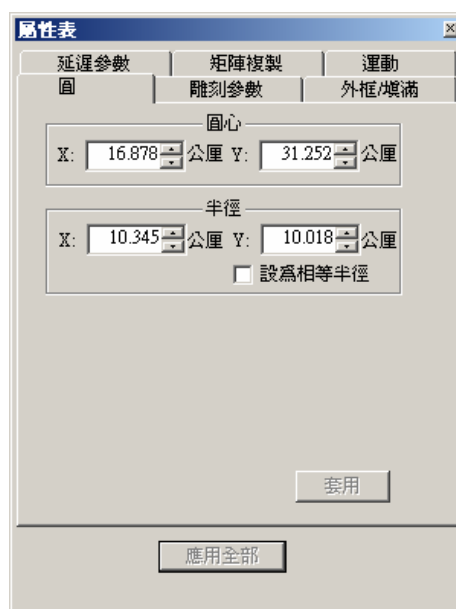 屬性表
延遲參數 矩陣複製 運動
圓 雕刻參數 外框/填滿
圓心
X: 16.878 公厘 Y: 31.252 公厘
半徑
X: 10.345 公厘 Y: 10.018 公厘
設為相等半徑
套用
應用全部